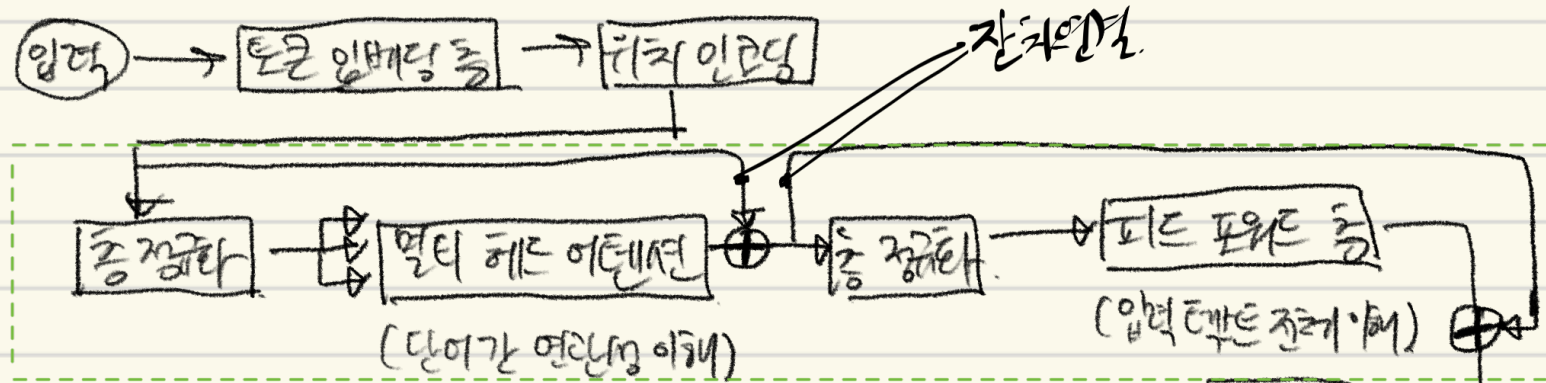 입력
토큰 임베딩 층
위치 인코딩
잔차연결
층 정규화
멀티 헤드 어텐션
층 정규화
피드 포워드 층
(단어간 연관성 이해)
(입력 텍스트 전체 이해)